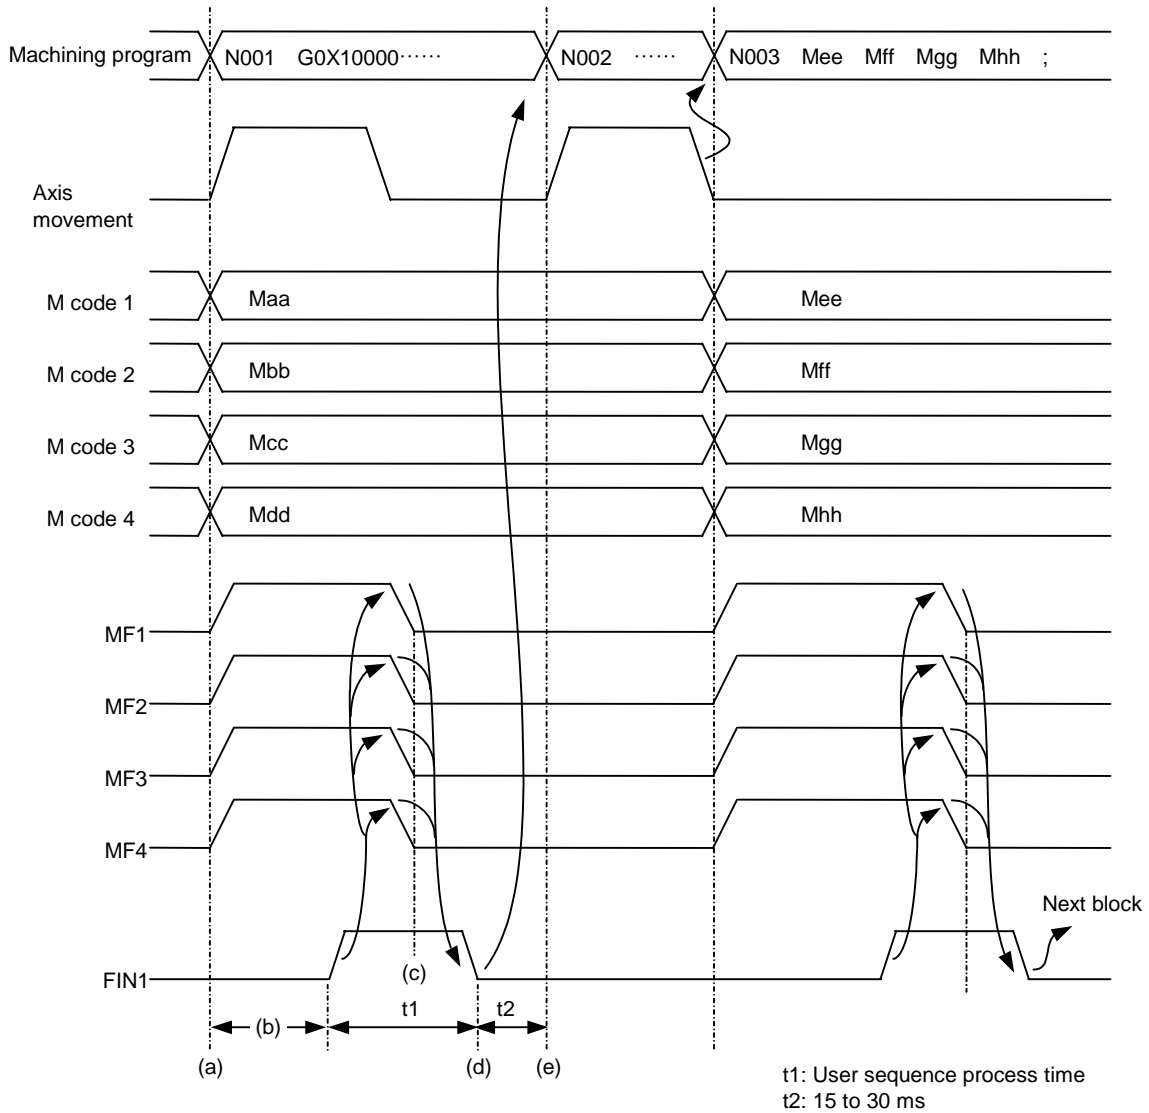 Machining program
N001 G0X10000······
N002 ······
N003 Mee Mff Mgg Mhh ;
Axis
movement
M code 1
Maa
Mee
M code 2
Mbb
Mff
M code 3
Mcc
Mgg
M code 4
Mdd
Mhh
MF1
MF2
MF3
MF4
Next block
FIN1
(c)
(b)
t1
t2
(a)
(d)
(e)
t1: User sequence process time
t2: 15 to 30 ms